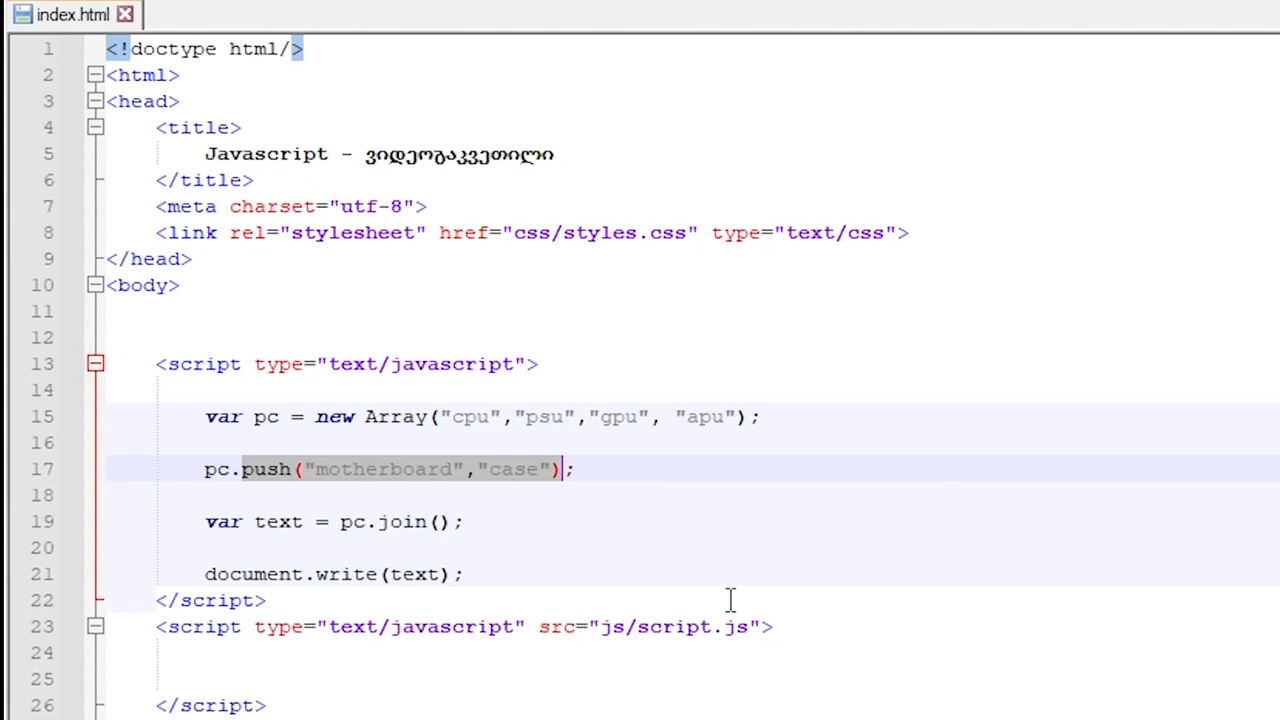 index.html
1 <!doctype html/>
2 <html>
3 <head>
4 <title>
5 Javascript - ვიდეოგაკვეთილი
6 </title>
7 <meta charset="utf-8">
8 <link rel="stylesheet" href="css/styles.css" type="text/css">
9 </head>
10 <body>
11
12
13 <script type="text/javascript">
14
15 var pc = new Array("cpu","psu","gpu", "apu");
16
17 pc.push("motherboard","case");
18
19 var text = pc.join();
20
21 document.write(text);
22 </script>
23 <script type="text/javascript" src="js/script.js">
24
25
26 </script>